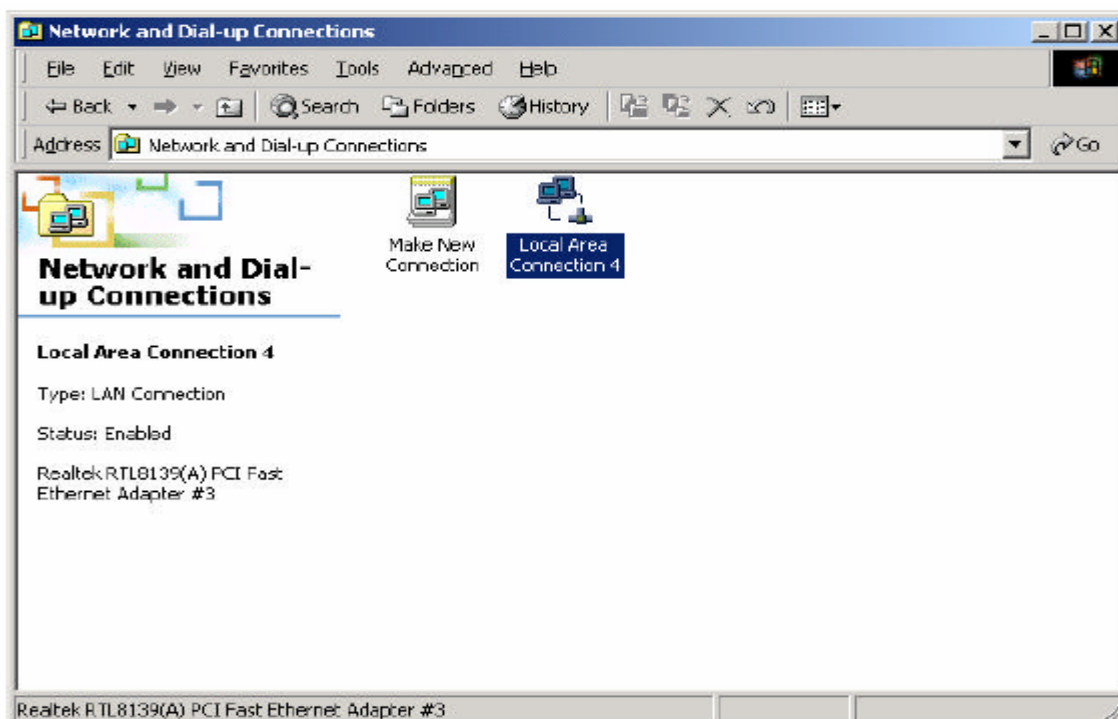 Network and Dial-up Connections
File Edit View Favorites Tools Advanced Help
Back Search Folders History
Address Network and Dial-up Connections Go
Make New Connection
Local Area Connection 4
Network and Dial-
up Connections
Local Area Connection 4
Type: LAN Connection
Status: Enabled
Realtek RTL8139(A) PCI Fast
Ethernet Adapter #3
Realtek RTL8139(A) PCI Fast Ethernet Adapter #3